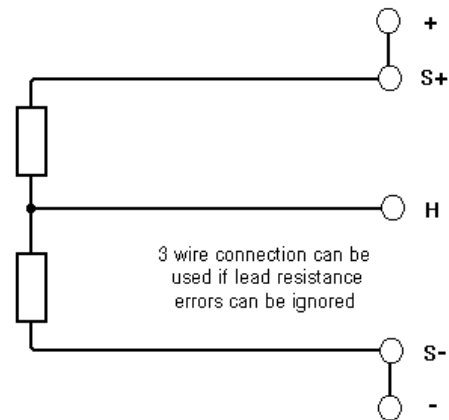 +
S+
H
3 wire connection can be
used if lead resistance
errors can be ignored
S-
-